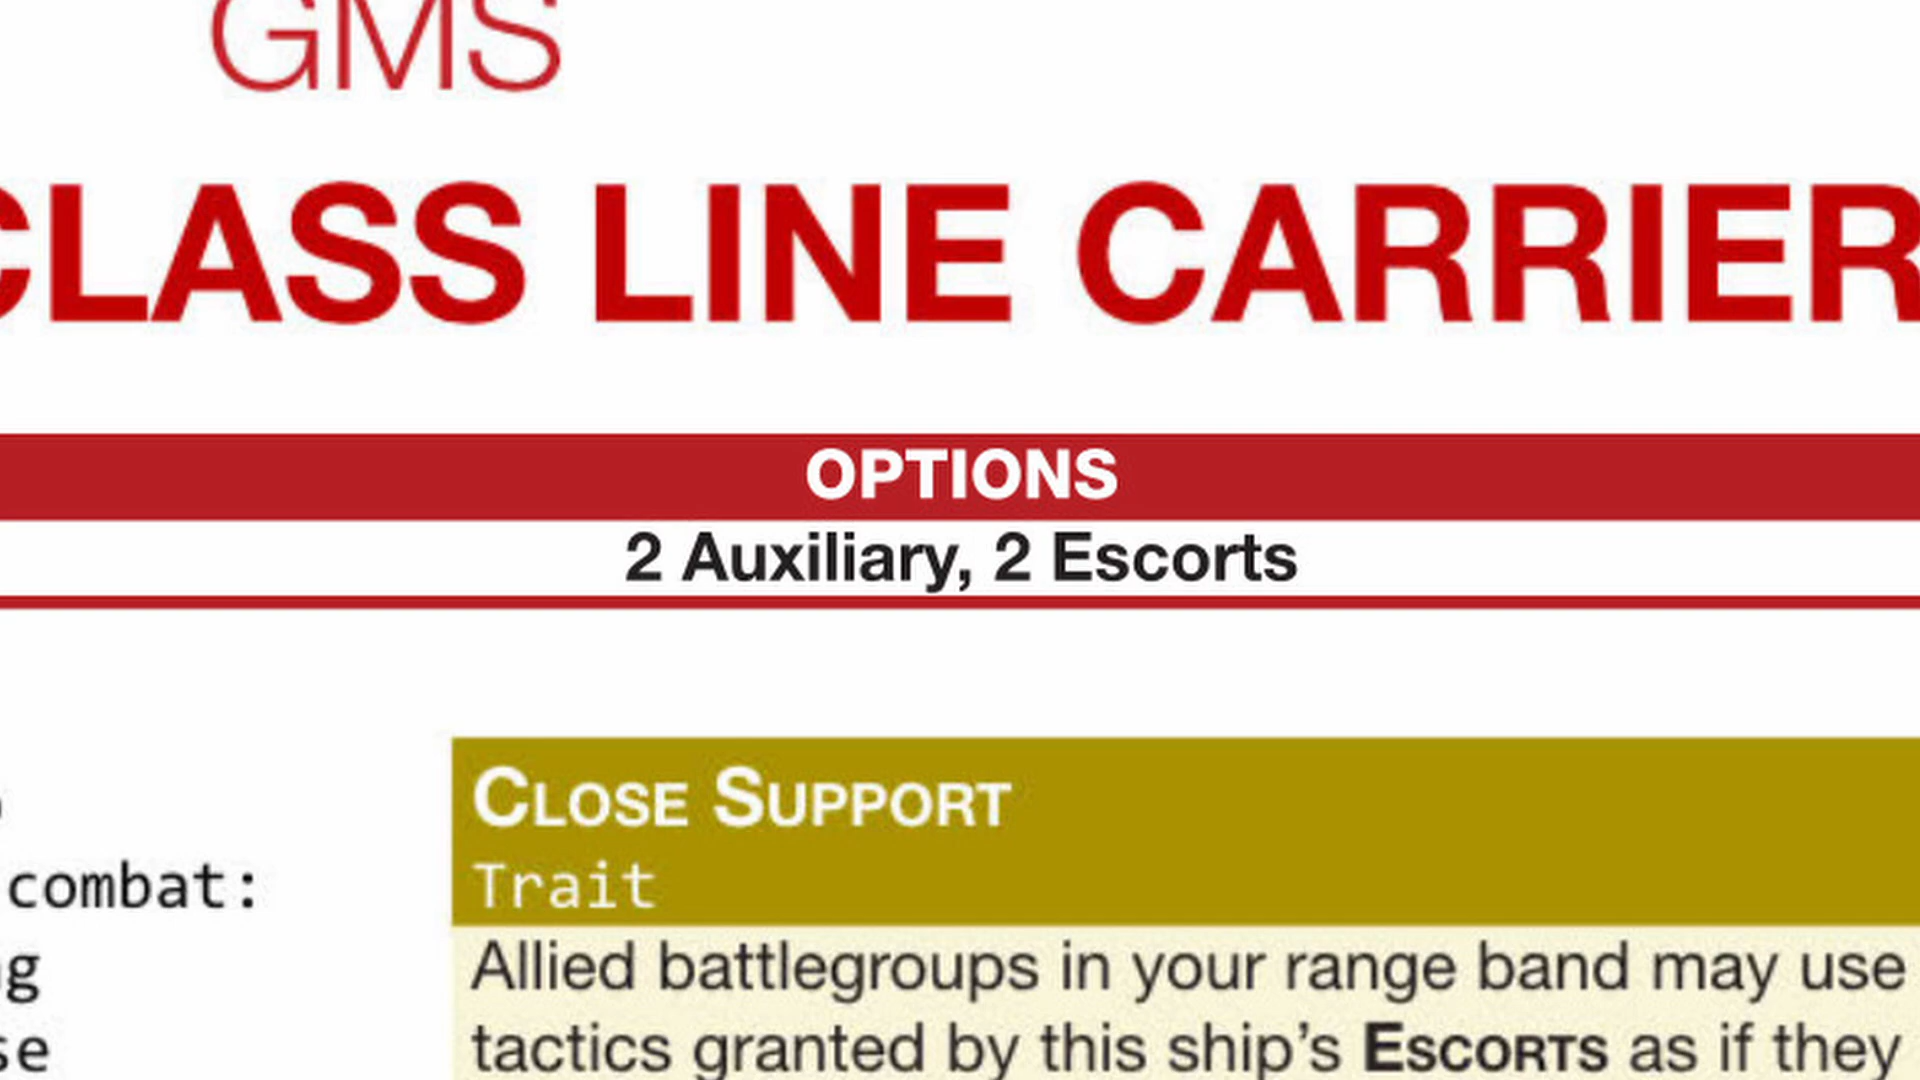 GMS
CLASS LINE CARRIER
OPTIONS
2 Auxiliary, 2 Escorts
combat:
Close Support
Trait
Allied battlegroups in your range band may use
tactics granted by this ship’s Escorts as if they